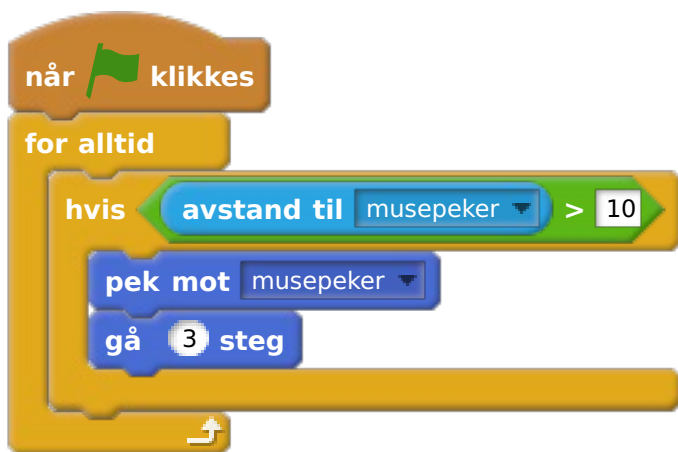 når klikkes
for alltid
hvis avstand til musepeker > 10
pek mot musepeker
gå 3 steg